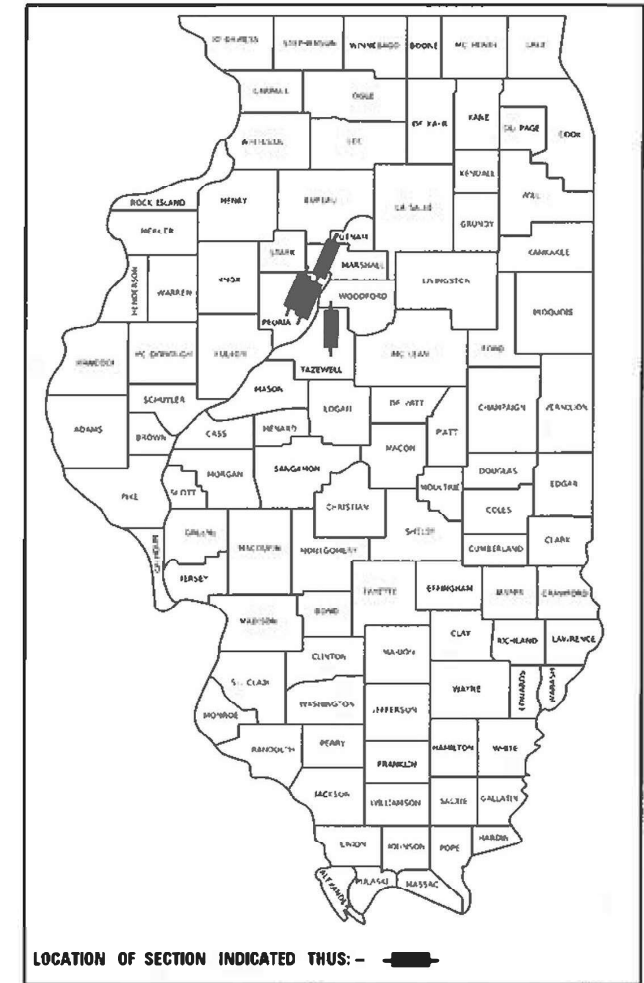 STEPHENSON WINNEBAGO BOONE MC HENRY LAKE
CARROLL OGLE DE KALB KANE DU PAGE COOK
WHITESIDE LEE KENDALL WILL
ROCK ISLAND HENRY BUREAU LA SALLE GRUNDY
MERCER PUTNAM KANKAKEE
HENDERSON WARREN KNOX STARK MARSHALL LIVINGSTON IROQUOIS
PEORIA WOODFORD
HANCOCK MC DONOUGH FULTON TAZEWELL MC LEAN FORD
MASON
SCHUYLER LOGAN DE WITT CHAMPAIGN VERMILION
ADAMS BROWN CASS MENARD MACON PIATT
MORGAN SANGAMON DOUGLAS
PIKE SCOTT CHRISTIAN MOULTRIE EDGAR
COLES
GREENE MACOUPIN MONTGOMERY SHELBY CUMBERLAND CLARK
CALHOUN
JERSEY FAYETTE EFFINGHAM JASPER CRAWFORD
MADISON BOND
CLAY RICHLAND LAWRENCE
CLINTON MARION
ST. CLAIR WAYNE EDWARDS WABASH
MONROE WASHINGTON JEFFERSON
RANDOLPH PERRY FRANKLIN HAMILTON WHITE
JACKSON WILLIAMSON SALINE GALLATIN
UNION JOHNSON POPE HARDIN
ALEXANDER PULASKI MASSAC
LOCATION OF SECTION INDICATED THUS: –